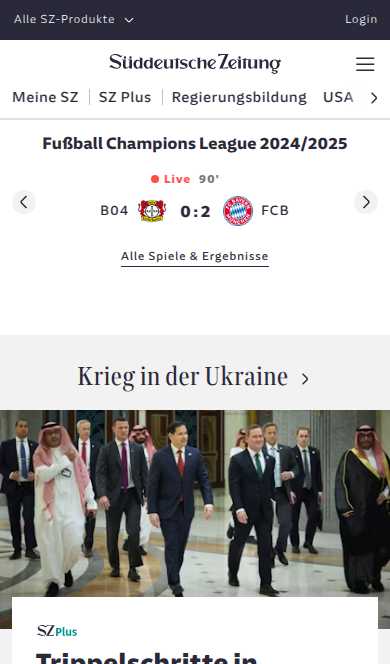 Alle SZ-Produkte
Login
Süddeutsche Zeitung
Meine SZ
SZ Plus
Regierungsbildung
USA
Fußball Champions League 2024/2025
Live 90'
B04 0:2 FCB
Alle Spiele & Ergebnisse
Krieg in der Ukraine
SZ Plus
Trippelschritte in